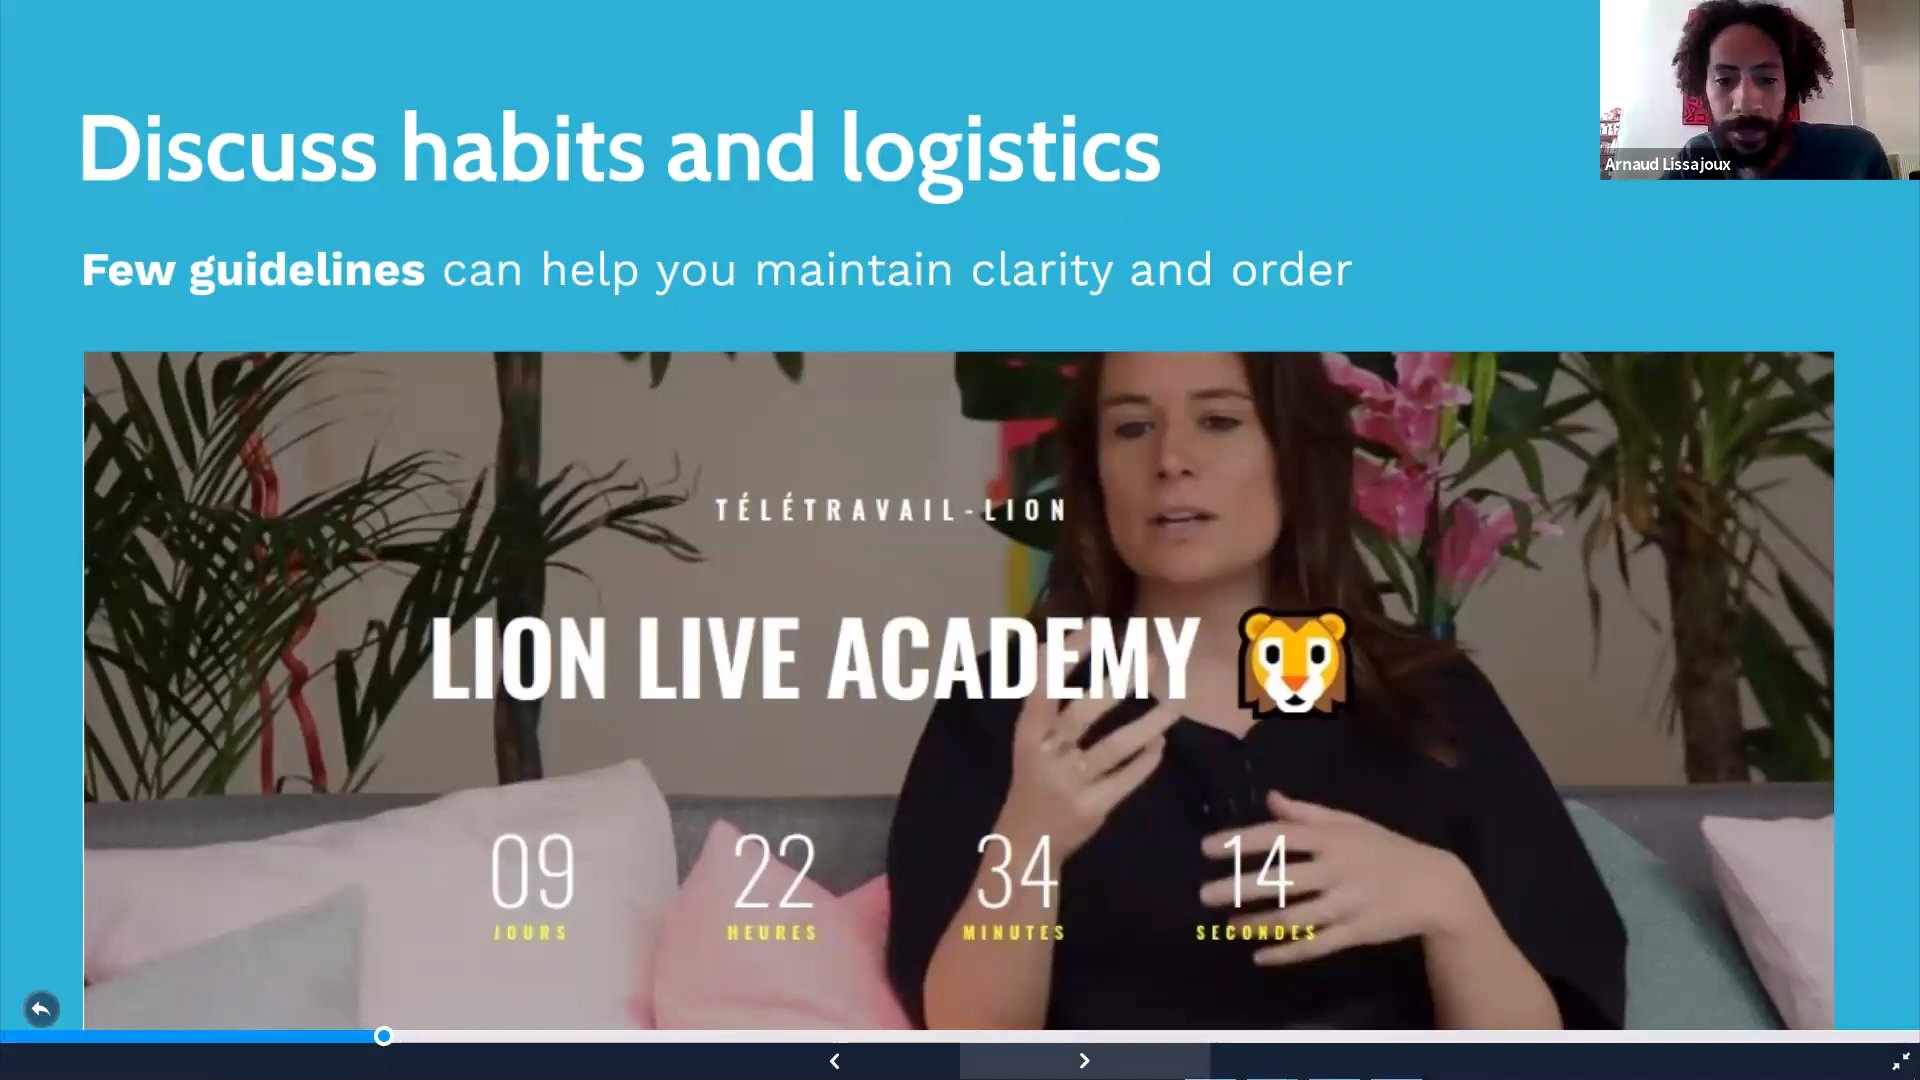 Discuss habits and logistics
Arnaud Lissajoux
Few guidelines can help you maintain clarity and order
TÉLÉTRAVAIL-LION
LION LIVE ACADEMY
09 22 34 14
JOURS HEURES MINUTES SECONDES